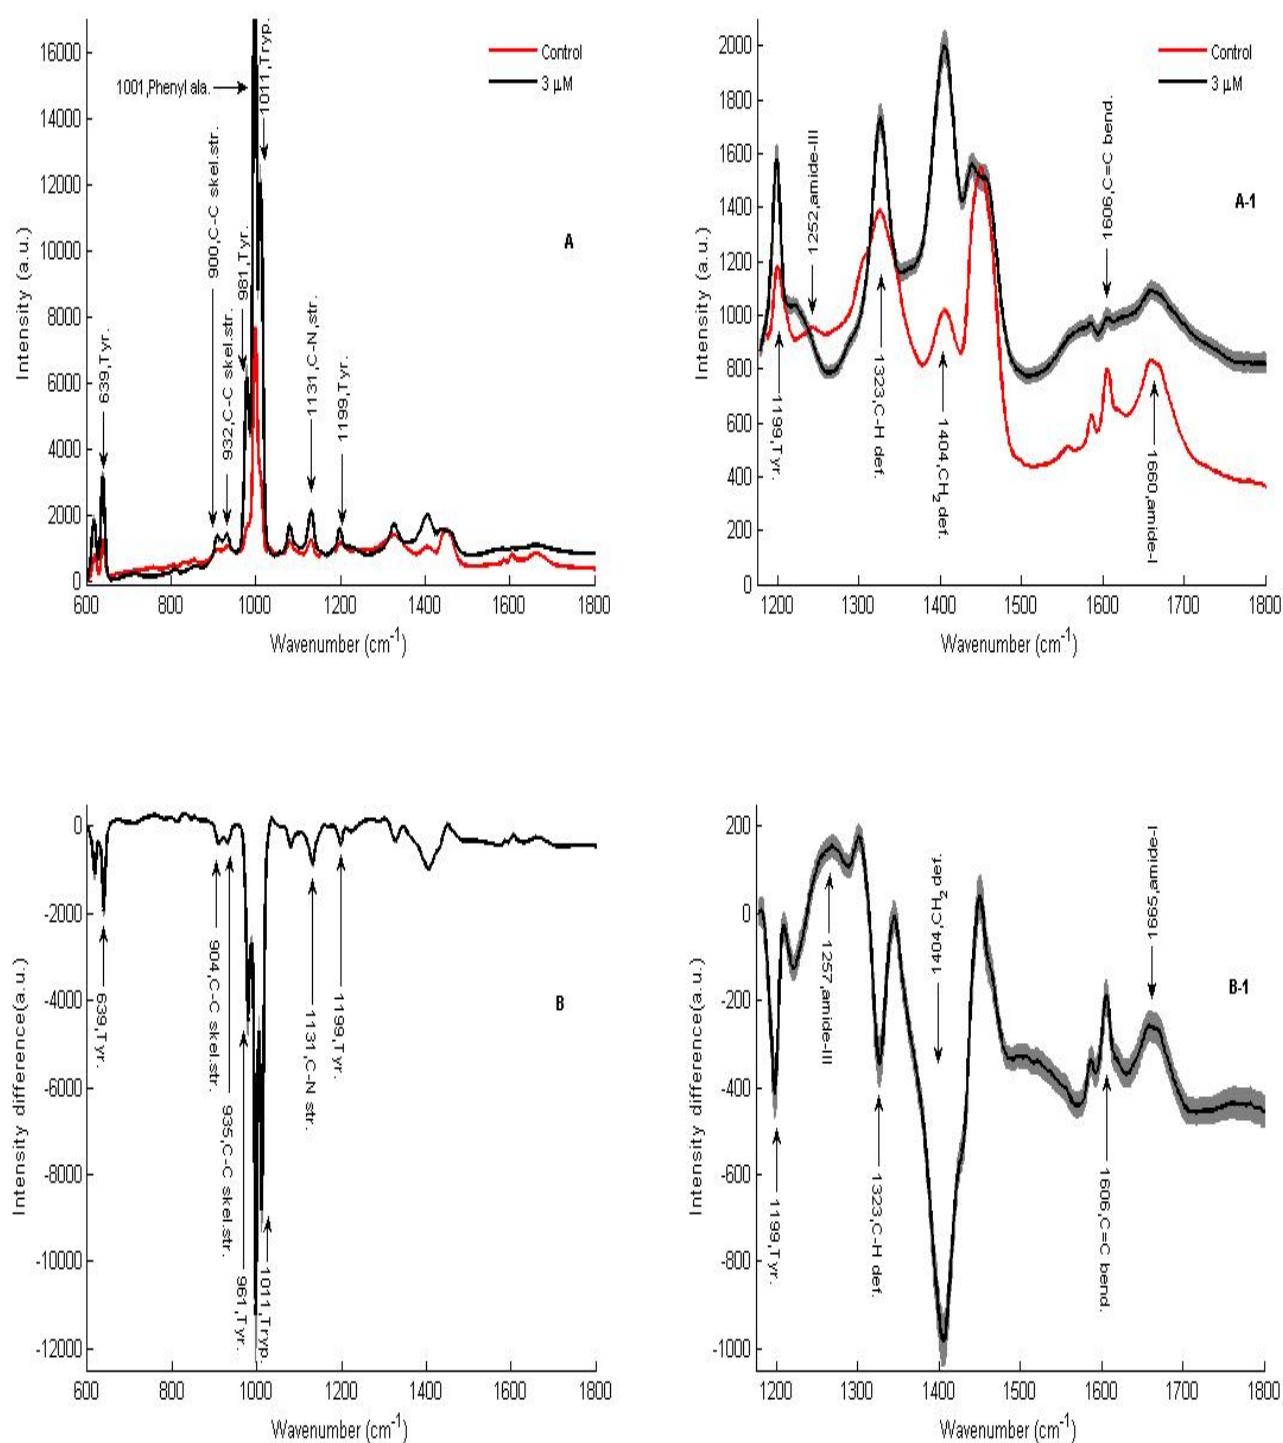 16000
14000
12000
10000
8000
6000
4000
2000
0
600
800
1000
1200
1400
1600
1800
Intensity (a.u.)
Wavenumber (cm-1)
Control
3 µM
A
1001,Phenyl ala.
1011,Tryp.
639,Tyr.
900,C-C skel.str.
932,C-C skel.str.
981,Tyr.
1131,C-N,str.
1199,Tyr.
2000
1800
1600
1400
1200
1000
800
600
400
200
0
1200
1300
1400
1500
1600
1700
1800
Intensity (a.u.)
Wavenumber (cm-1)
Control
3 µM
A-1
1199,Tyr.
1252,amide-III
1323,C-H def.
1404,CH2 def.
1606,C=C bend.
1660,amide-I
0
-2000
-4000
-6000
-8000
-10000
-12000
600
800
1000
1200
1400
1600
1800
Intensity difference(a.u.)
Wavenumber (cm-1)
B
639,Tyr.
904,C-C skel.str.
935,C-C skel.str.
961,Tyr.
1011,Tryp.
1131,C-N str.
1199,Tyr.
200
0
-200
-400
-600
-800
-1000
1200
1300
1400
1500
1600
1700
1800
Intensity difference(a.u.)
Wavenumber (cm-1)
B-1
1199,Tyr.
1257,amide-III
1323,C-H def.
1404,CH2 def.
1606,C=C bend.
1665,amide-I